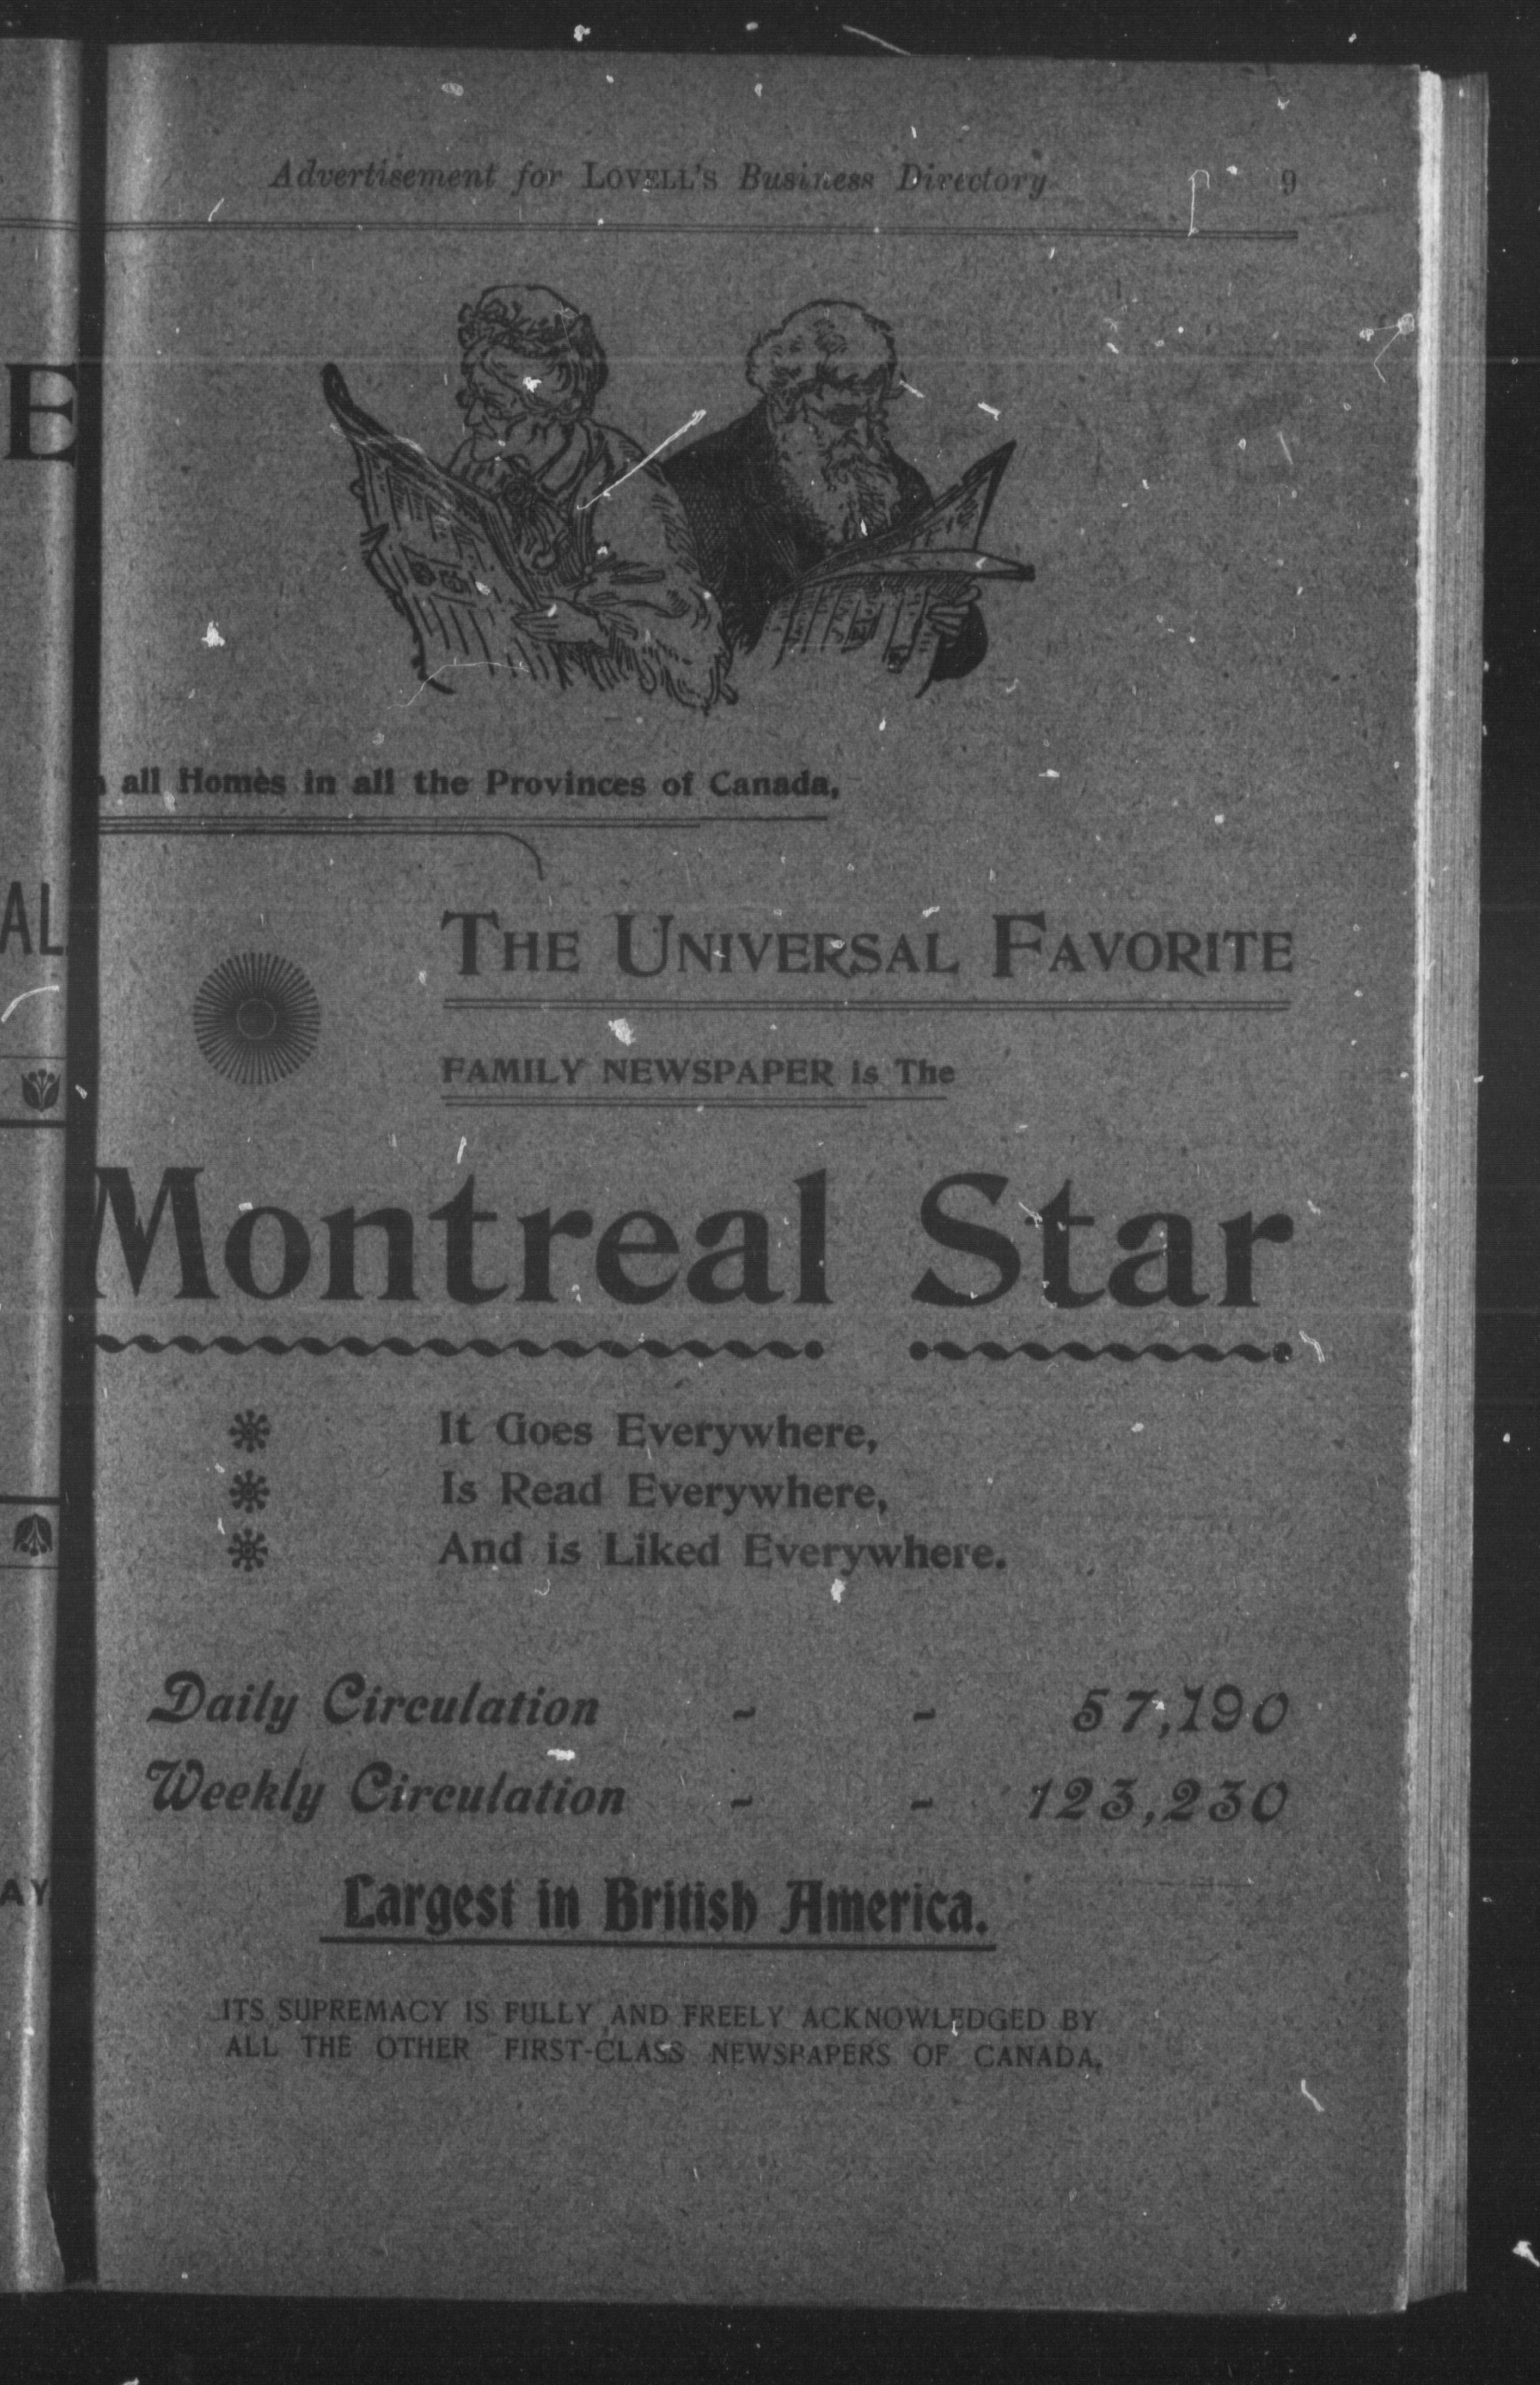 Advertisement for LOVELL'S Business Directory 9
E
all Homes in all the Provinces of Canada,
AL
THE UNIVERSAL FAVORITE
FAMILY NEWSPAPER is The
Montreal Star
It Goes Everywhere,
Is Read Everywhere,
And is Liked Everywhere.
Daily Circulation - - 57,190
Weekly Circulation - - 123,230
AY
Largest in British America.
ITS SUPREMACY IS FULLY AND FREELY ACKNOWLEDGED BY
ALL THE OTHER FIRST-CLASS NEWSPAPERS OF CANADA.